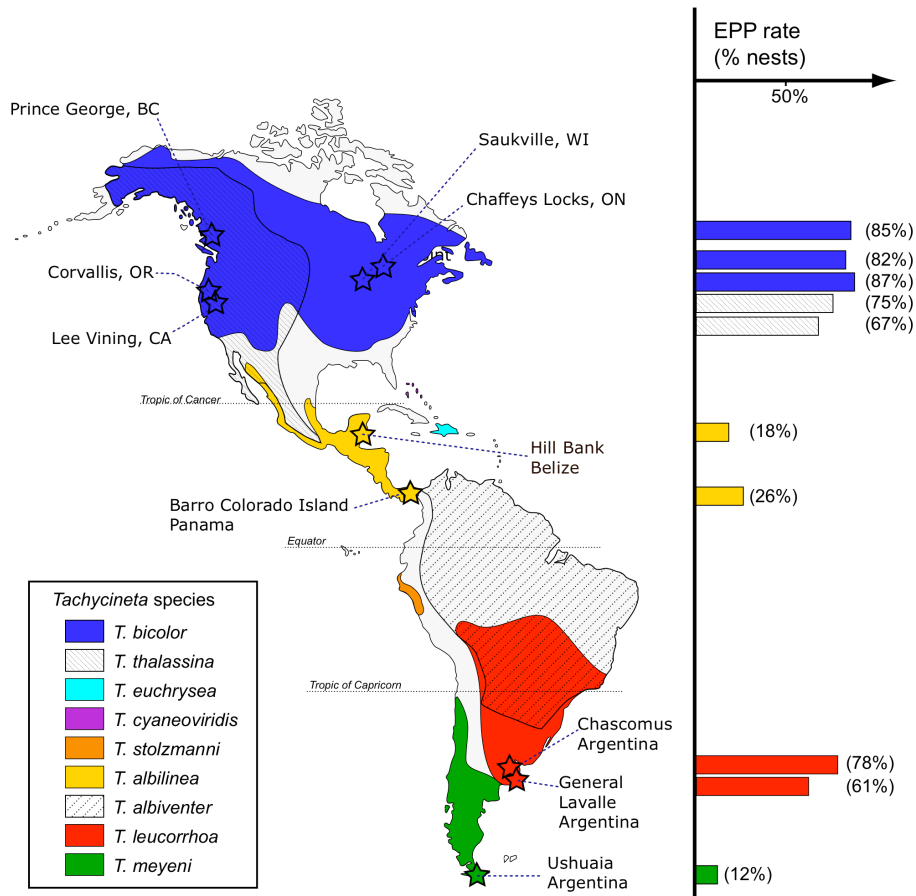 EPP rate
(% nests)
50%
Prince George, BC
Saukville, WI
Chaffeys Locks, ON
(85%)
Corvallis, OR
(82%)
(87%)
(75%)
Lee Vining, CA
(67%)
Tropic of Cancer
(18%)
Hill Bank
Belize
Barro Colorado Island
Panama
(26%)
Equator
Tachycineta species
T. bicolor
T. thalassina
T. euchrysea
T. cyaneoviridis
T. stolzmanni
T. albilinea
T. albiventer
T. leucorrhoa
T. meyeni
Tropic of Capricorn
Chascomus
Argentina
(78%)
General
Lavalle
Argentina
(61%)
Ushuaia
Argentina
(12%)